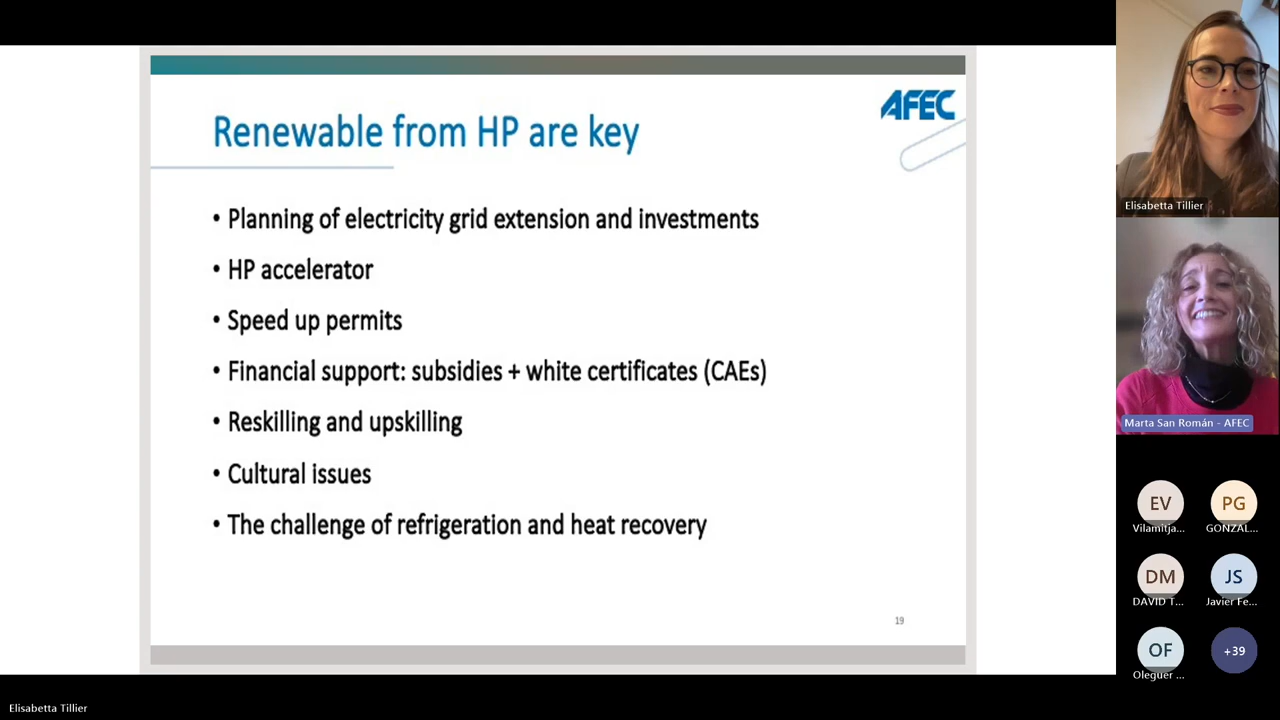 AFEC
Renewable from HP are key
• Planning of electricity grid extension and investments
• HP accelerator
• Speed up permits
• Financial support: subsidies + white certificates (CAEs)
• Reskilling and upskilling
• Cultural issues
• The challenge of refrigeration and heat recovery
19
Elisabetta Tillier
Marta San Román - AFEC
EV
Vilamitja...
PG
GONZAL...
DM
DAVID T...
JS
Javier Fe...
OF
Oleguer ...
+39
Elisabetta Tillier